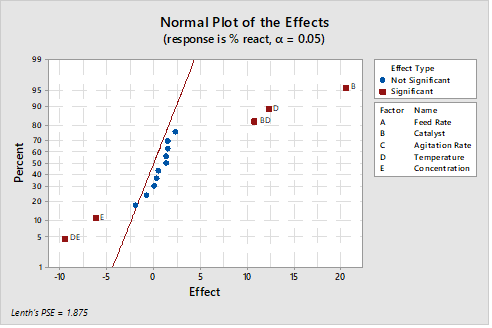 Normal Plot of the Effects
(response is % react, α = 0.05)
99
95
90
80
70
60
50
40
30
20
10
5
1
Percent
B
D
BD
E
DE
-10 -5 0 5 10 15 20
Effect
Effect Type
Not Significant
Significant
Factor Name
A Feed Rate
B Catalyst
C Agitation Rate
D Temperature
E Concentration
Lenth's PSE = 1.875